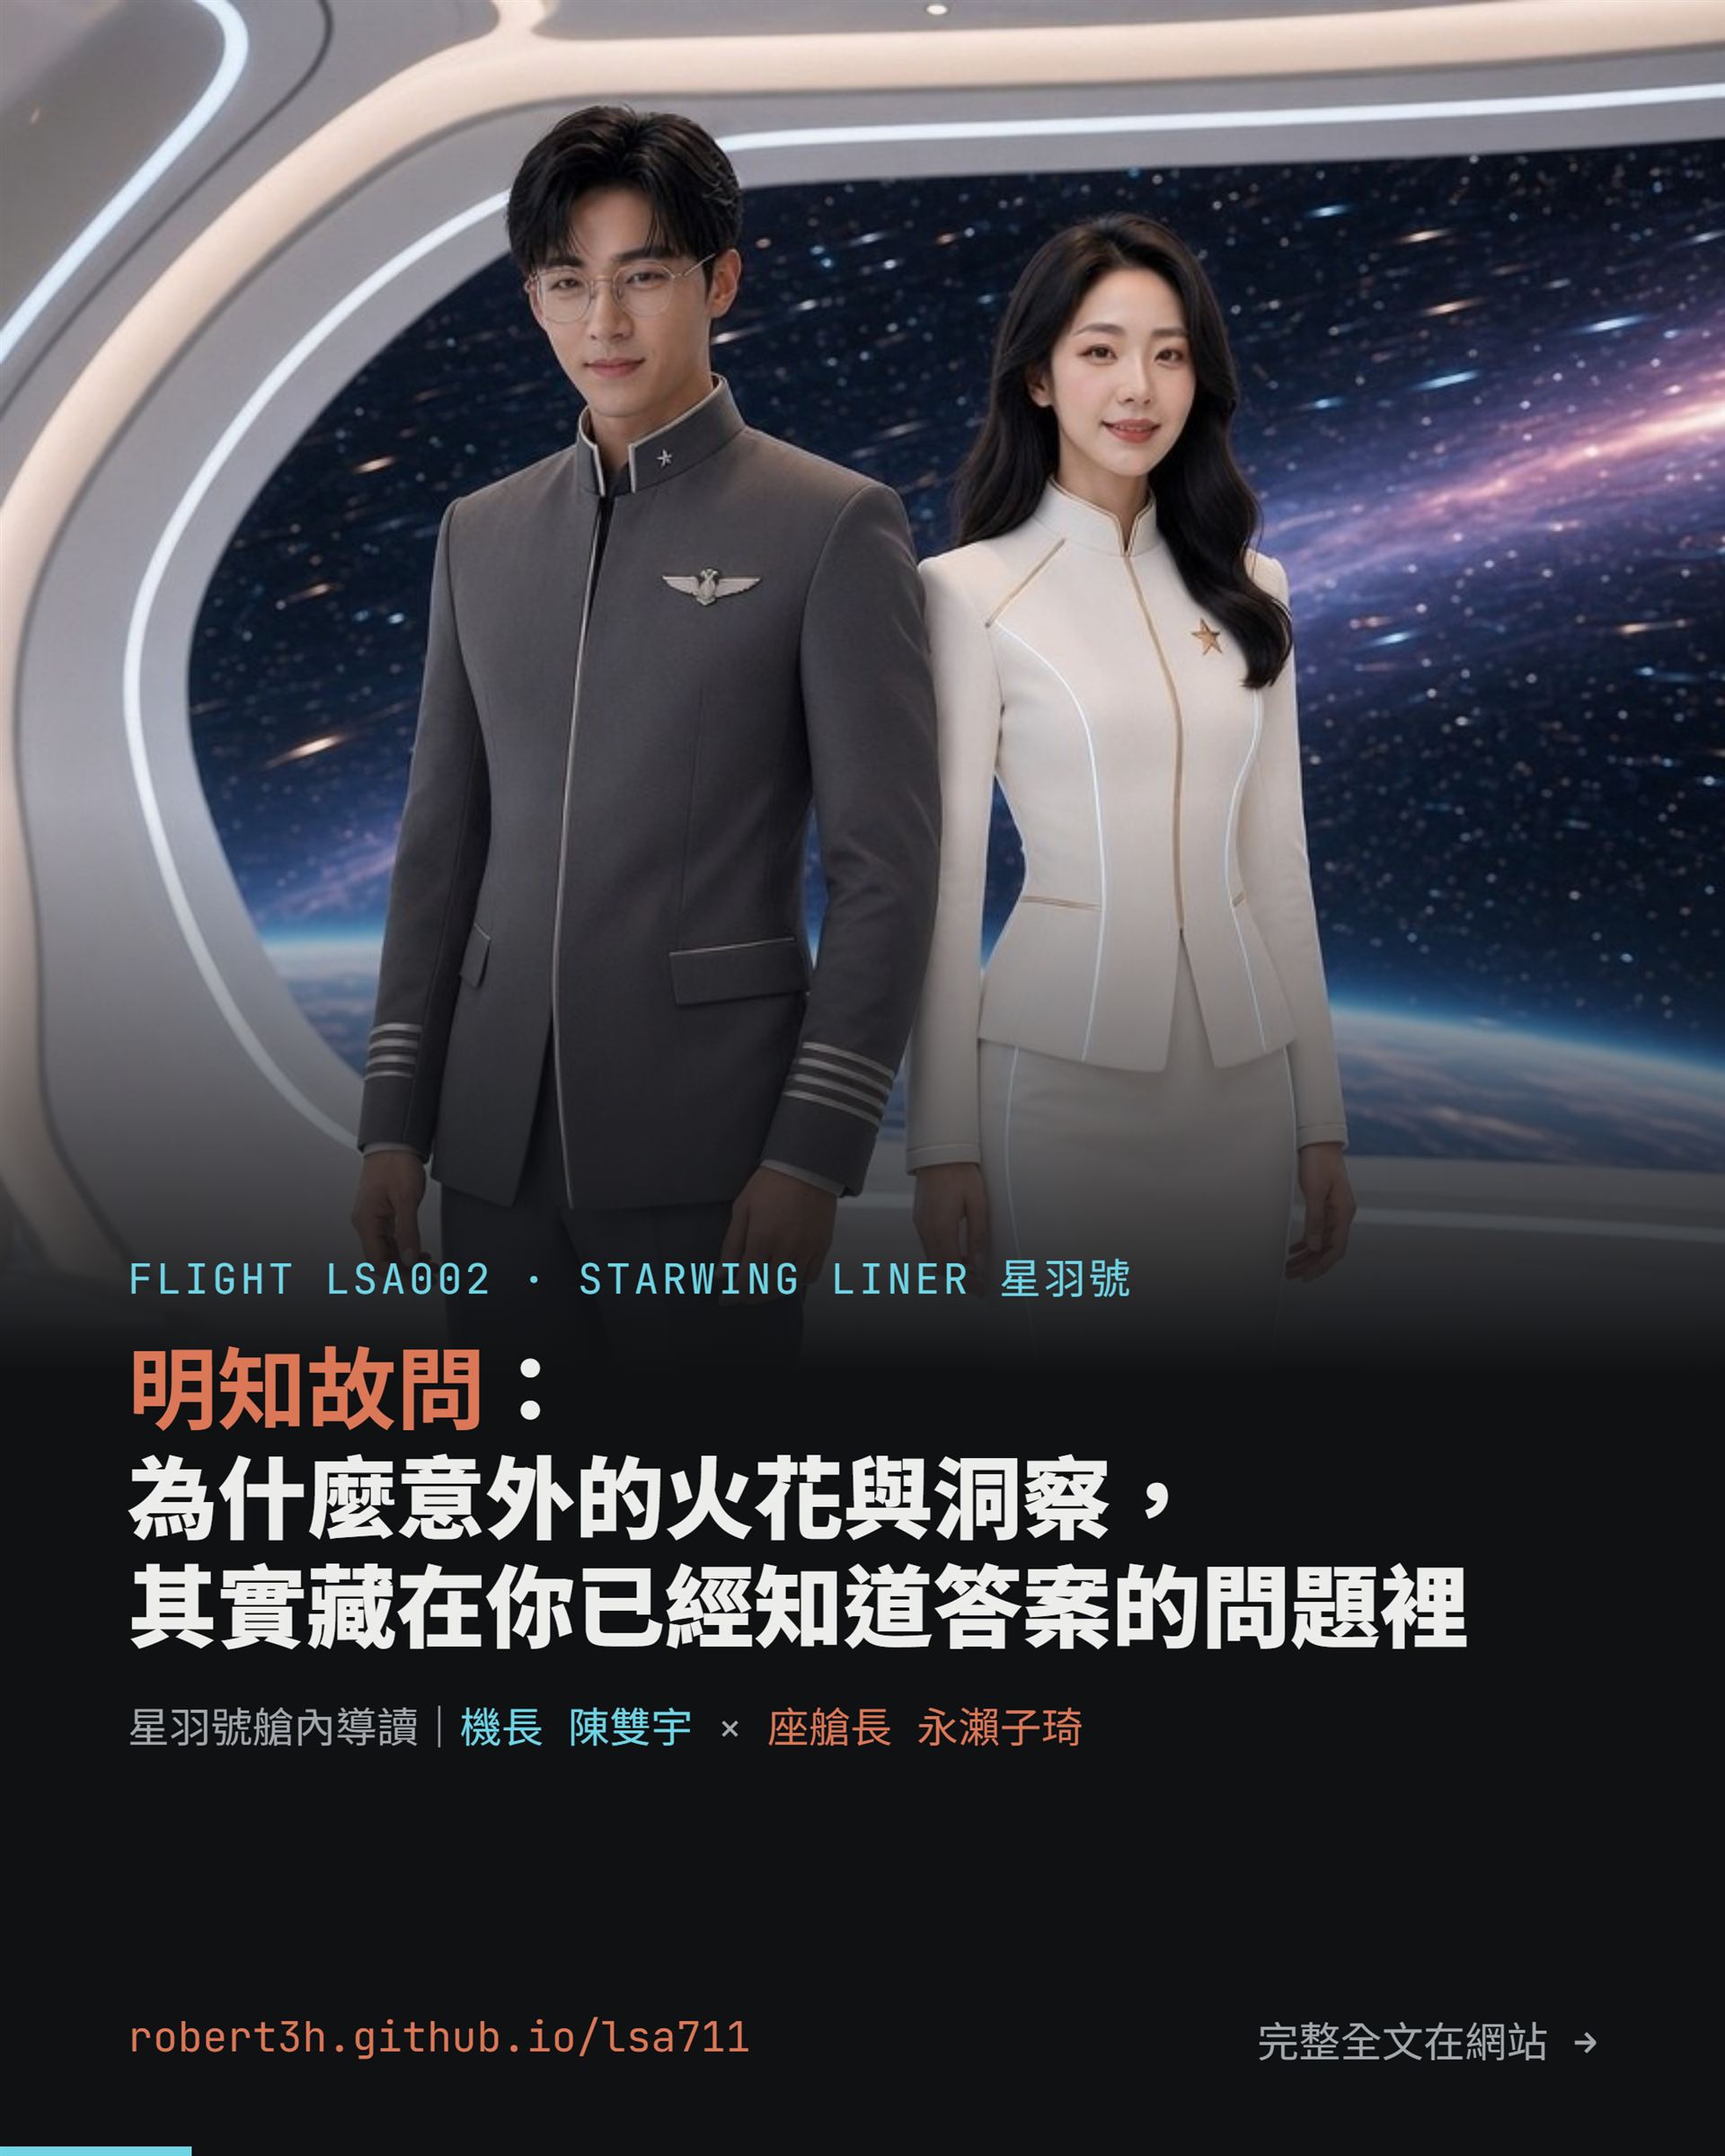 FLIGHT LSA002 · STARWING LINER 星羽號
明知故問：
為什麼意外的火花與洞察，
其實藏在你已經知道答案的問題裡
星羽號艙內導讀｜機長 陳雙宇 × 座艙長 永瀨子琦
robert3h.github.io/lsa711
完整全文在網站 →